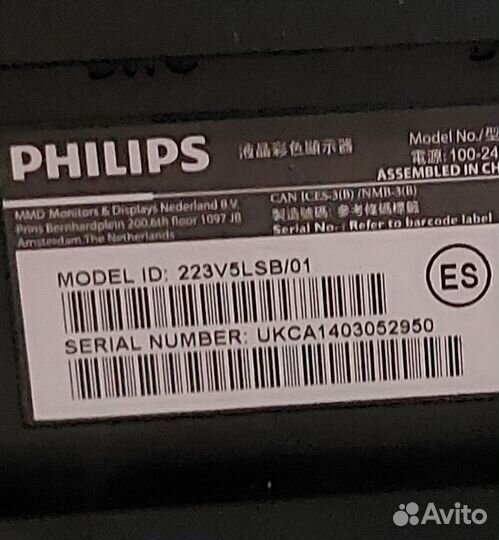 PHILIPS
液晶彩色顯示器
Model No./型
電源: 100-24
ASSEMBLED IN CH
MMD Monitors & Displays Nederland B.V.
Prins Bernhardplein 200,6th floor 1097 JB
Amsterdam The Netherlands
CAN ICES-3(B) /NMB-3(B)
製造號碼: 參考條碼標籤
Serial No.: Refer to barcode label
MODEL ID: 223V5LSB/01
SERIAL NUMBER: UKCA1403052950
ES
Avito